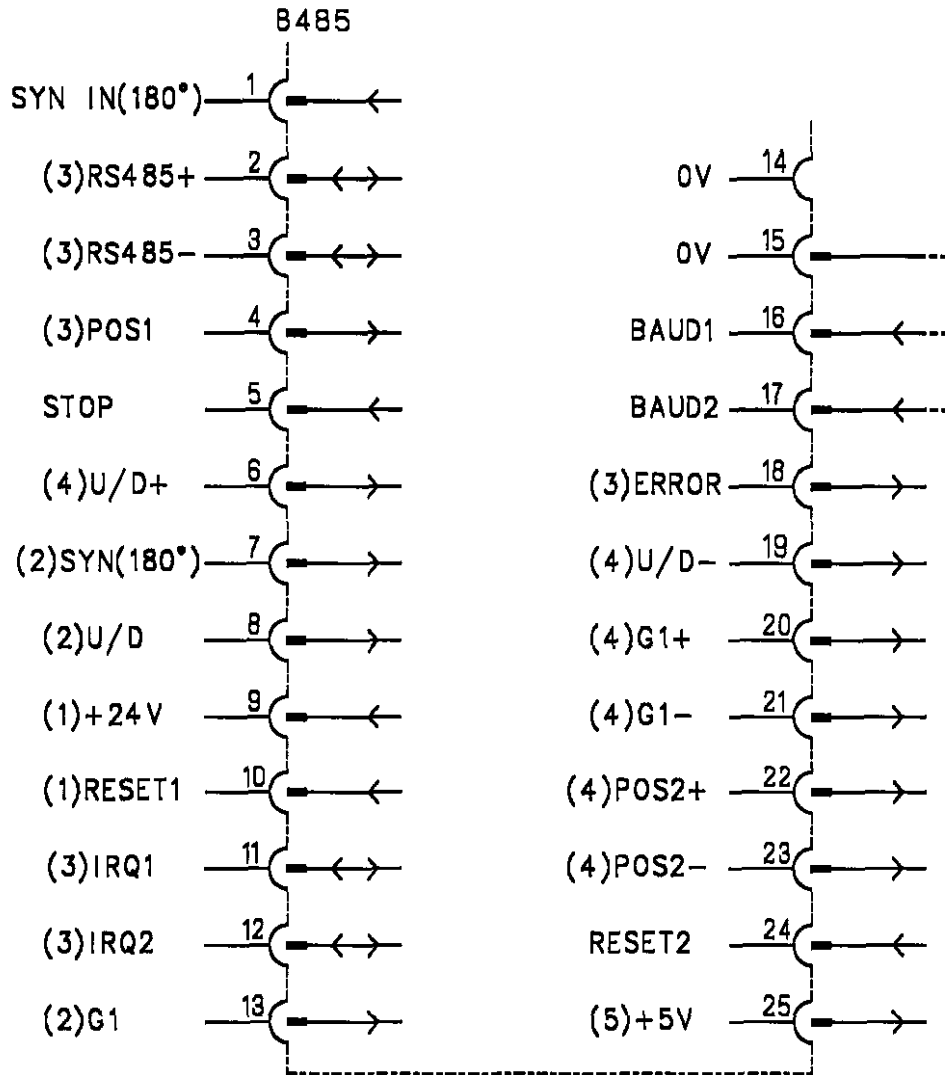 B485
SYN IN(180°) 1
(3)RS485+ 2
(3)RS485- 3
(3)POS1 4
STOP 5
(4)U/D+ 6
(2)SYN(180°) 7
(2)U/D 8
(1)+24V 9
(1)RESET1 10
(3)IRQ1 11
(3)IRQ2 12
(2)G1 13
0V 14
0V 15
BAUD1 16
BAUD2 17
(3)ERROR 18
(4)U/D- 19
(4)G1+ 20
(4)G1- 21
(4)POS2+ 22
(4)POS2- 23
RESET2 24
(5)+5V 25